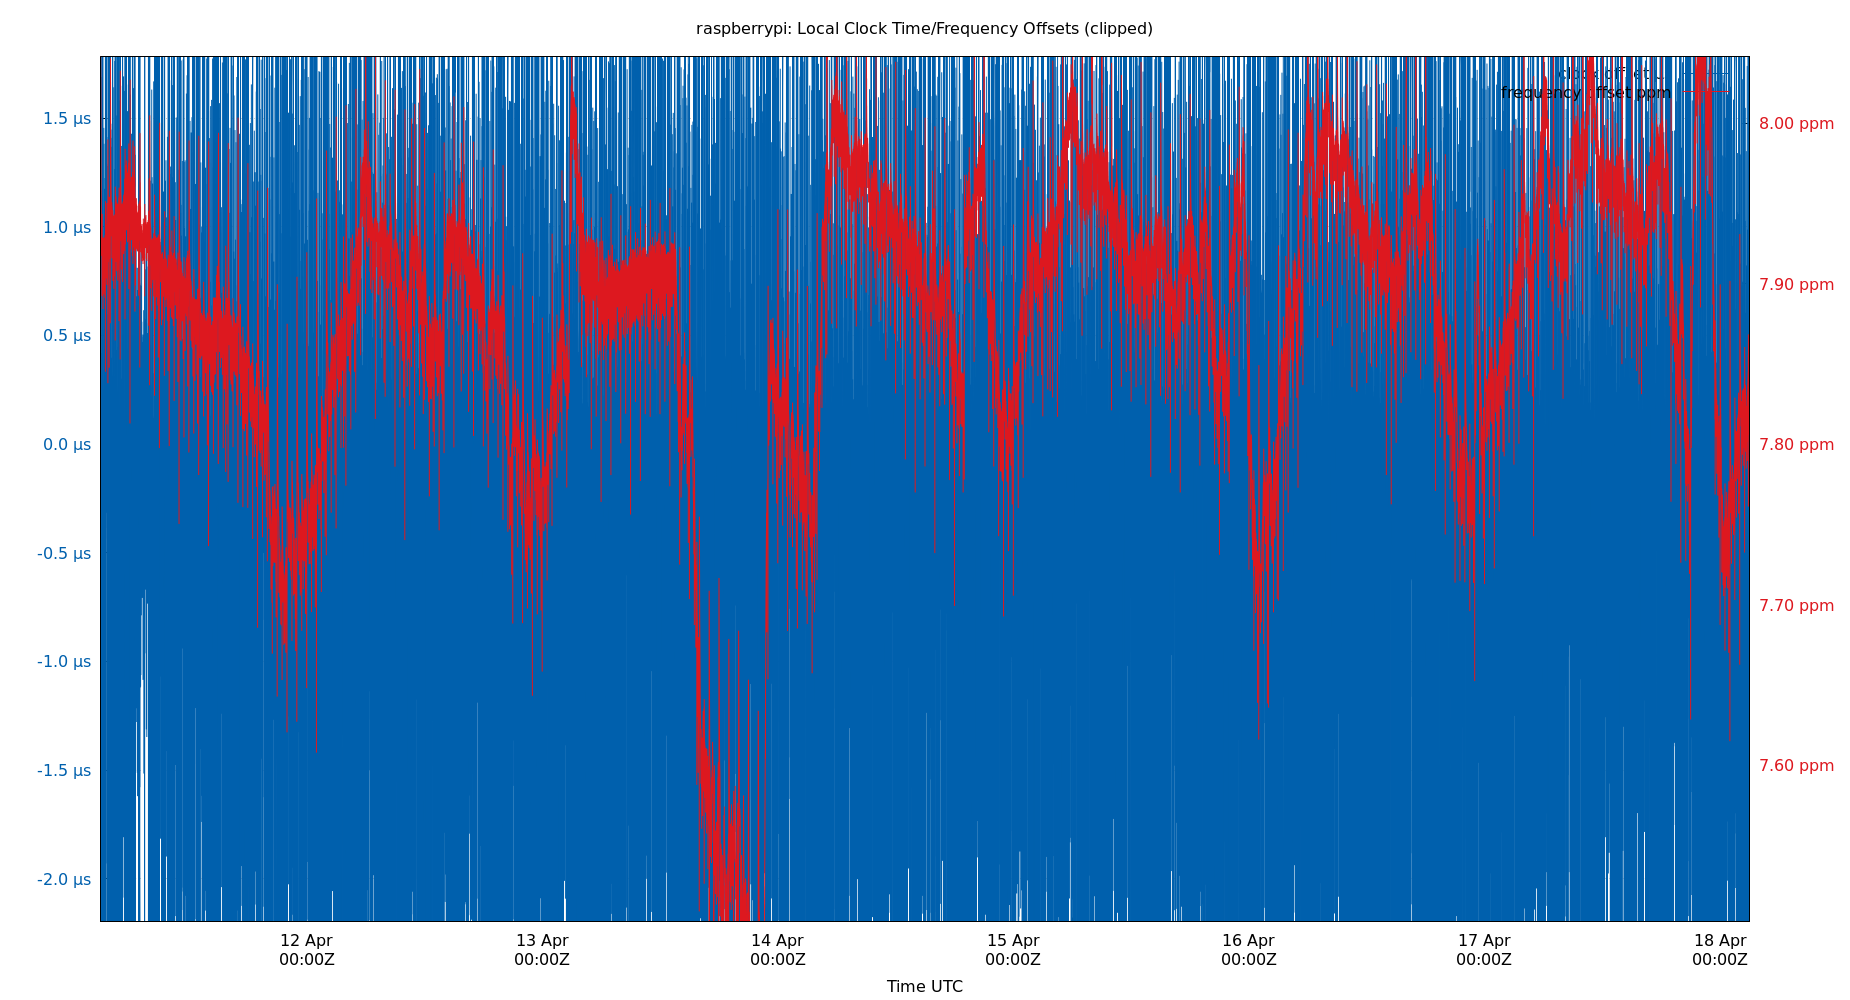 raspberrypi: Local Clock Time/Frequency Offsets (clipped)
clock offset
frequency offset ppm
1.5 µs
1.0 µs
0.5 µs
0.0 µs
-0.5 µs
-1.0 µs
-1.5 µs
-2.0 µs
8.00 ppm
7.90 ppm
7.80 ppm
7.70 ppm
7.60 ppm
12 Apr
00:00Z
13 Apr
00:00Z
14 Apr
00:00Z
15 Apr
00:00Z
16 Apr
00:00Z
17 Apr
00:00Z
18 Apr
00:00Z
Time UTC